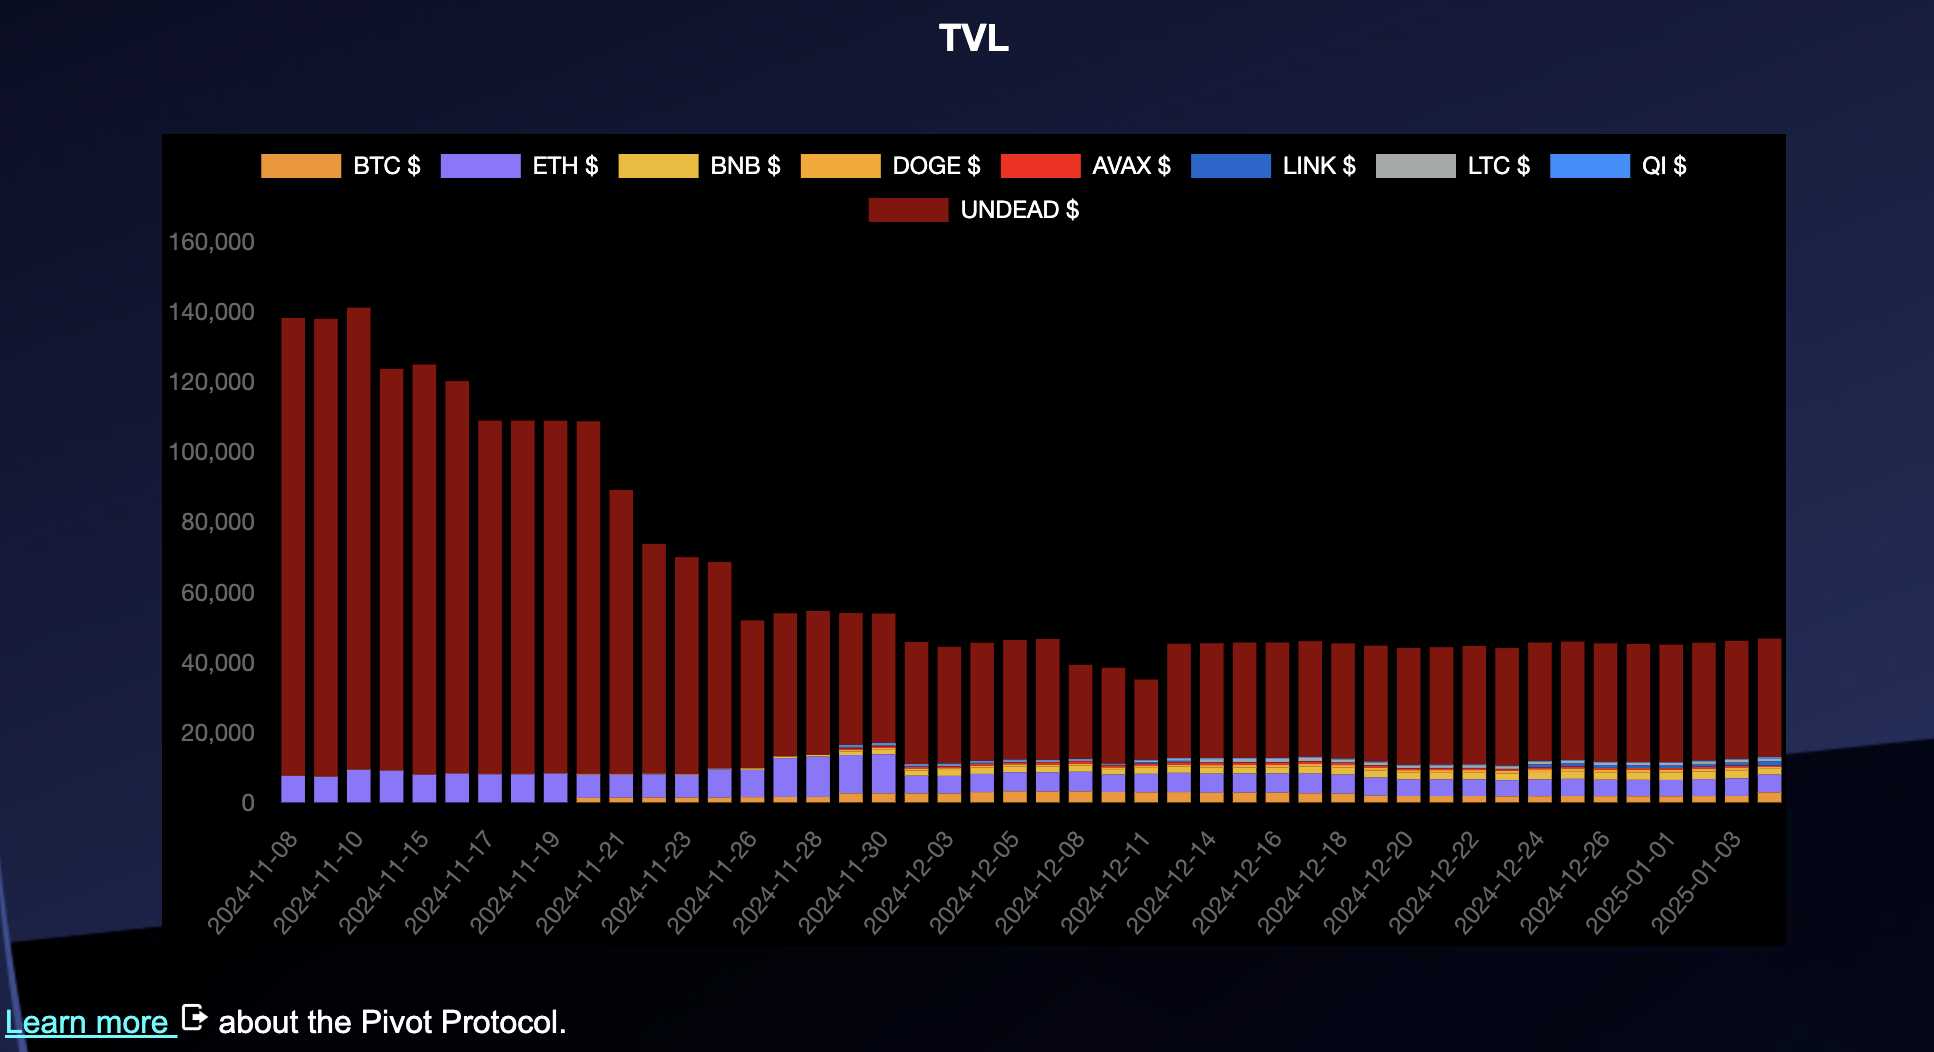 TVL
BTC $ ETH $ BNB $ DOGE $ AVAX $ LINK $ LTC $ QI $
UNDEAD $
160,000
140,000
120,000
100,000
80,000
60,000
40,000
20,000
0
2024-11-08 2024-11-10 2024-11-15 2024-11-17 2024-11-19 2024-11-21 2024-11-23 2024-11-26 2024-11-28 2024-11-30 2024-12-03 2024-12-05 2024-12-08 2024-12-11 2024-12-14 2024-12-16 2024-12-18 2024-12-20 2024-12-22 2024-12-24 2024-12-26 2025-01-01 2025-01-03
Learn more about the Pivot Protocol.